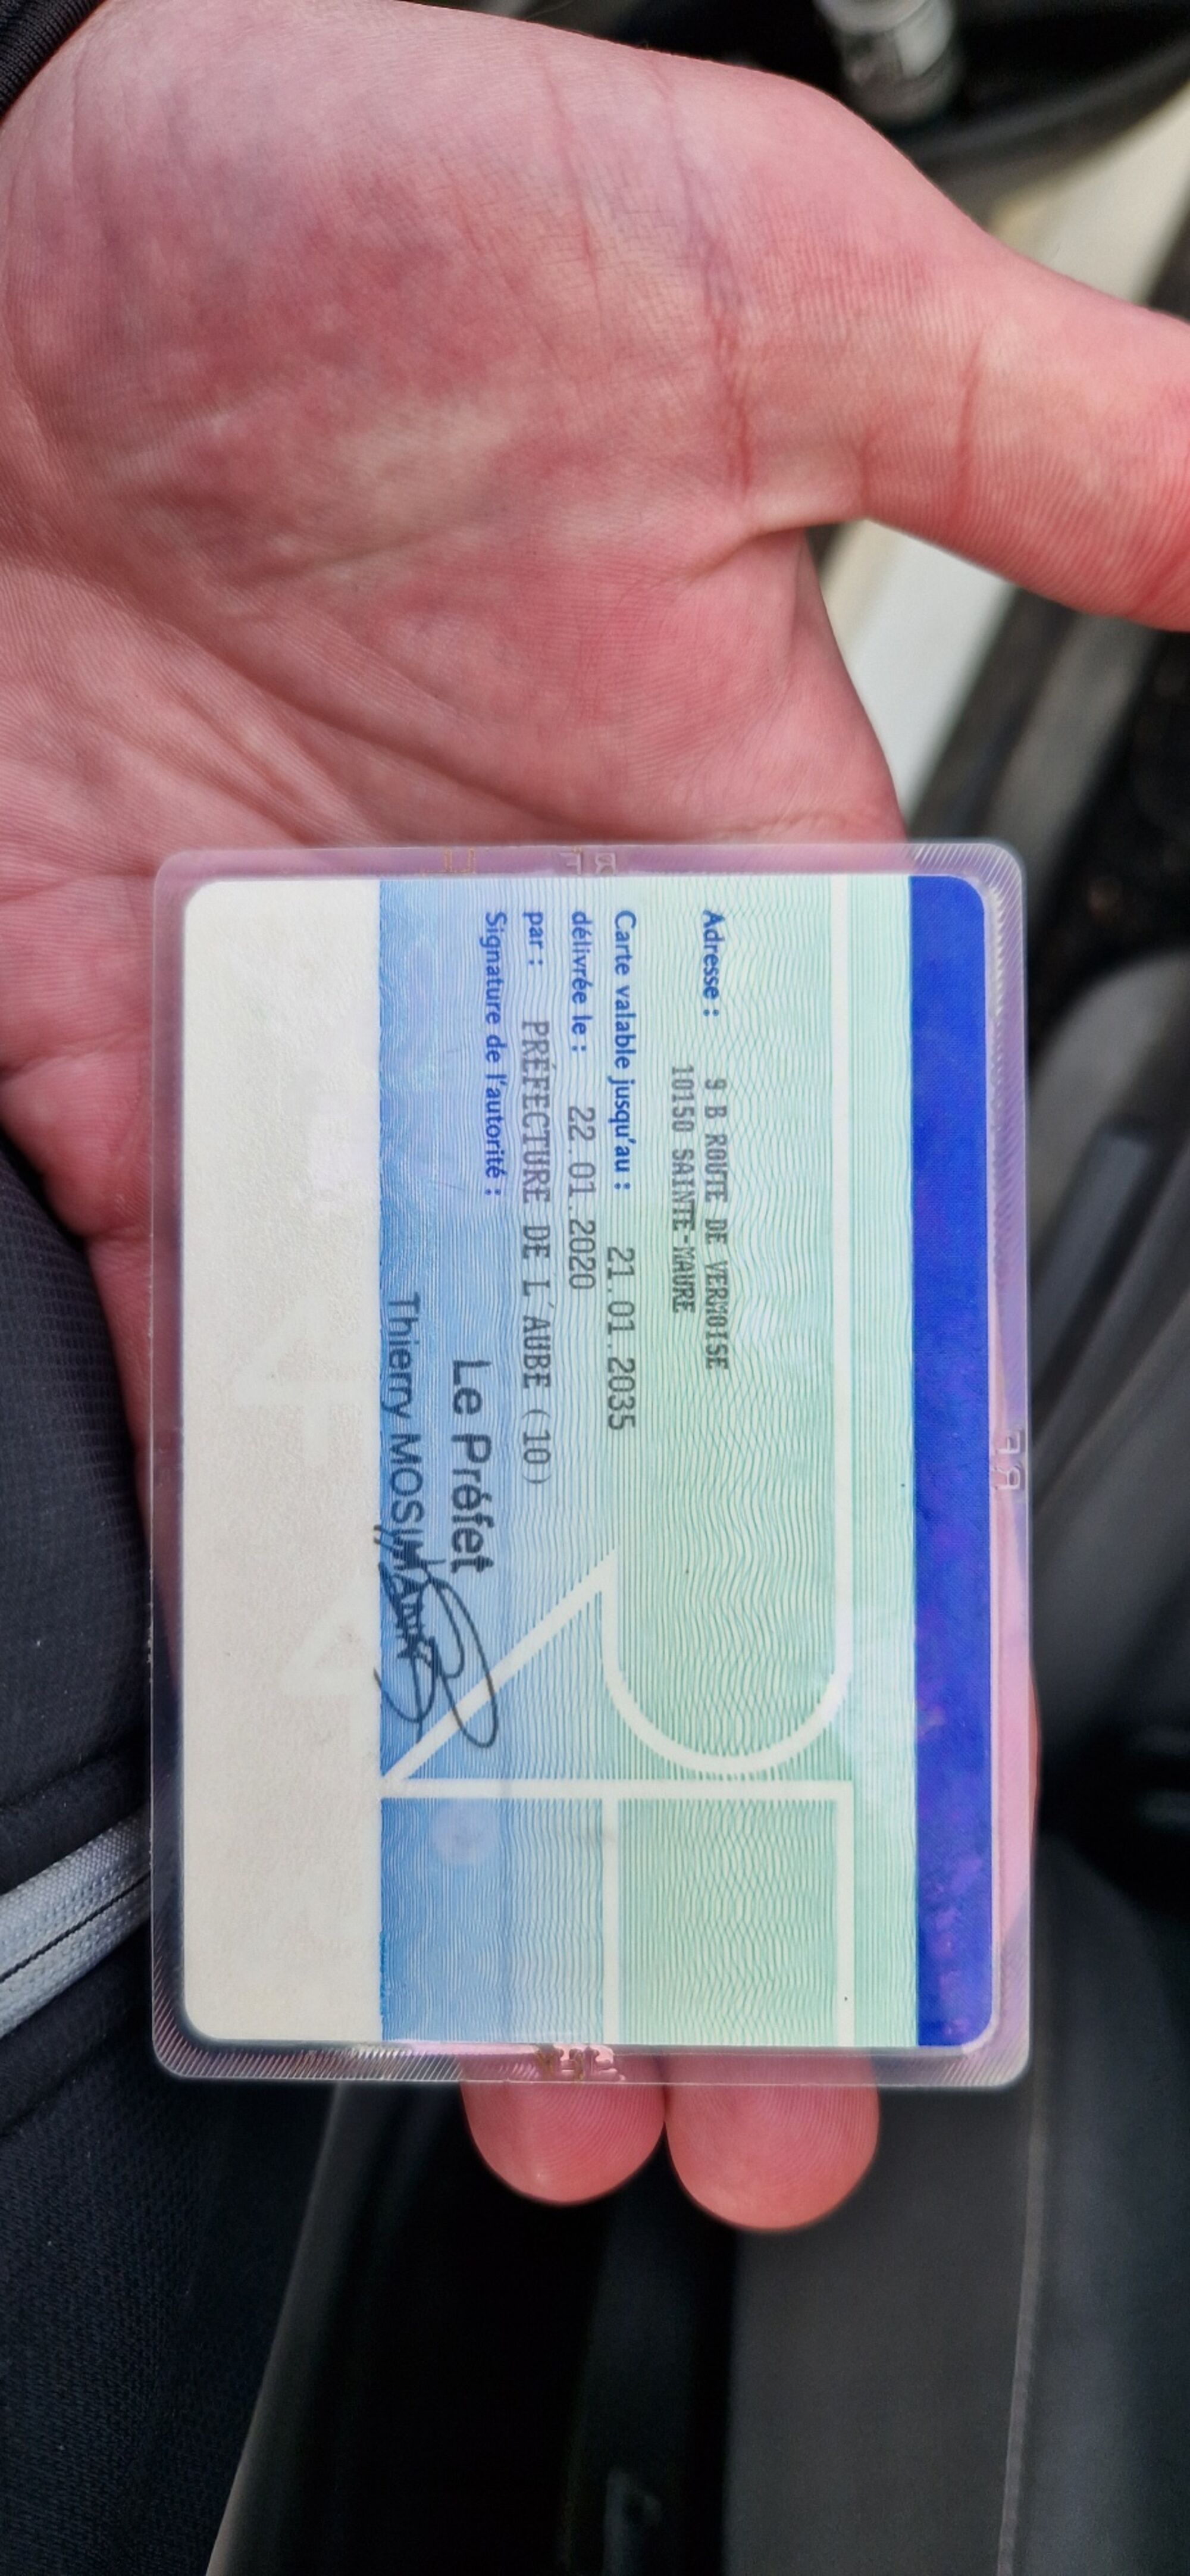 Adresse : 9 B ROUTE DE VERMOISE
10150 SAINTE-MAURE
Carte valable jusqu'au : 21.01.2035
délivrée le : 22.01.2020
par : PRÉFECTURE DE L'AUBE (10)
Signature de l'autorité :
Le Préfet
Thierry MOSIMANN